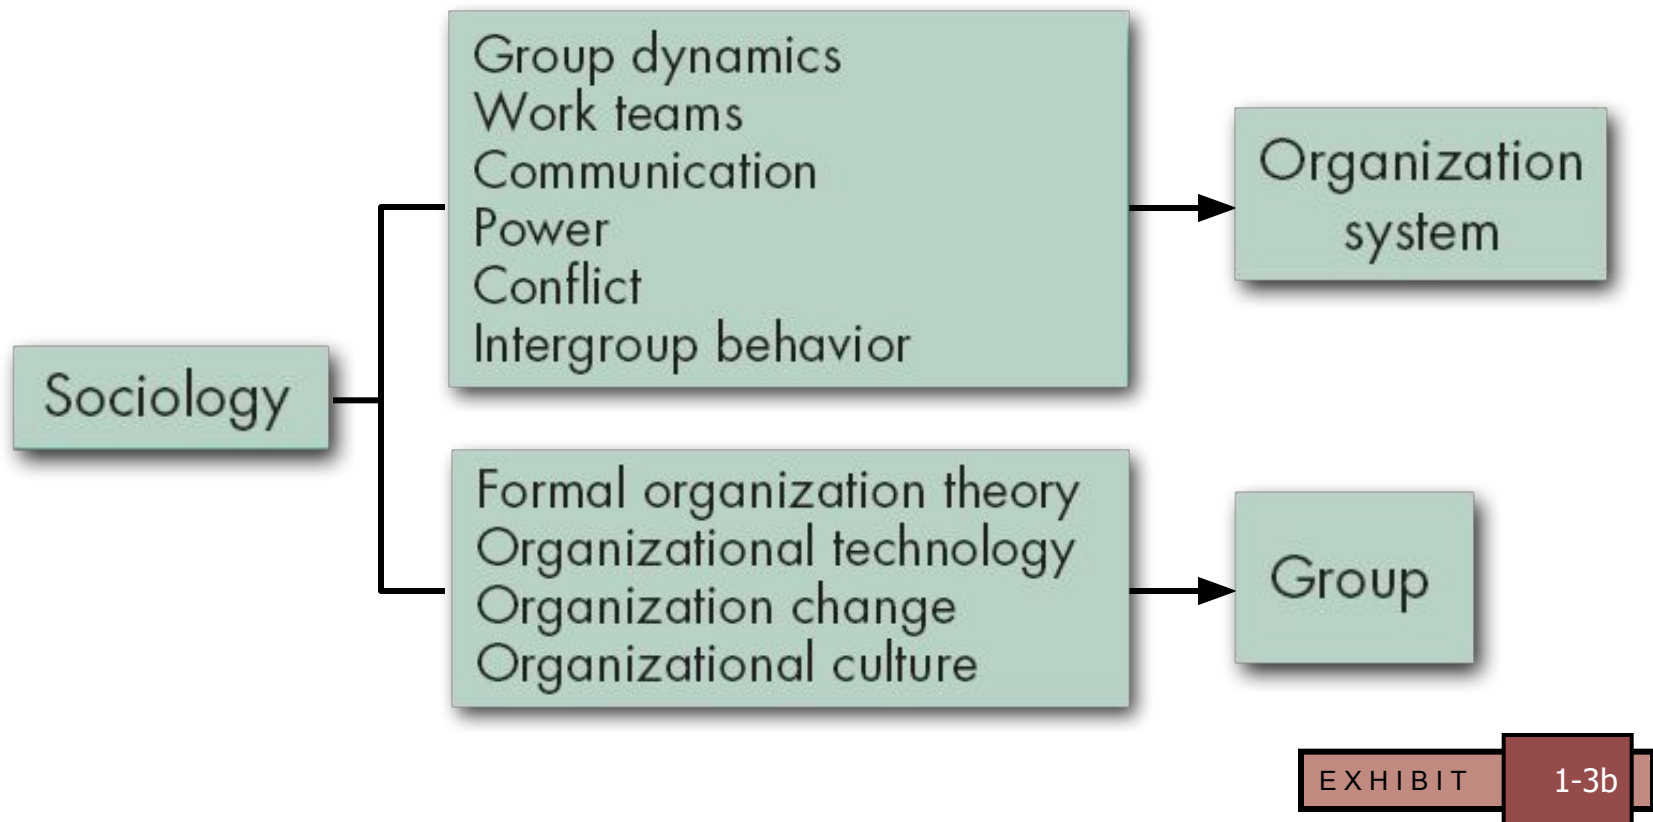 Sociology
Group dynamics
Work teams
Communication
Power
Conflict
Intergroup behavior
Organization
system
Formal organization theory
Organizational technology
Organization change
Organizational culture
Group
EXHIBIT 1-3b